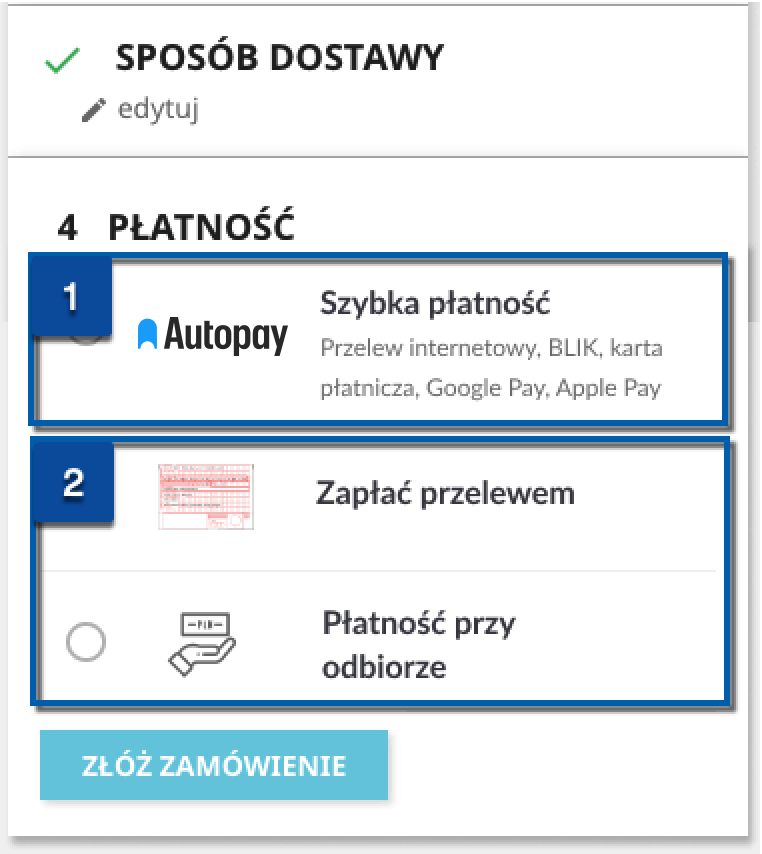 SPOSÓB DOSTAWY
edytuj
4 PŁATNOŚĆ
1
Autopay
Szybka płatność
Przelew internetowy, BLIK, karta
płatnicza, Google Pay, Apple Pay
2
Zapłać przelewem
Płatność przy
odbiorze
ZŁÓŻ ZAMÓWIENIE